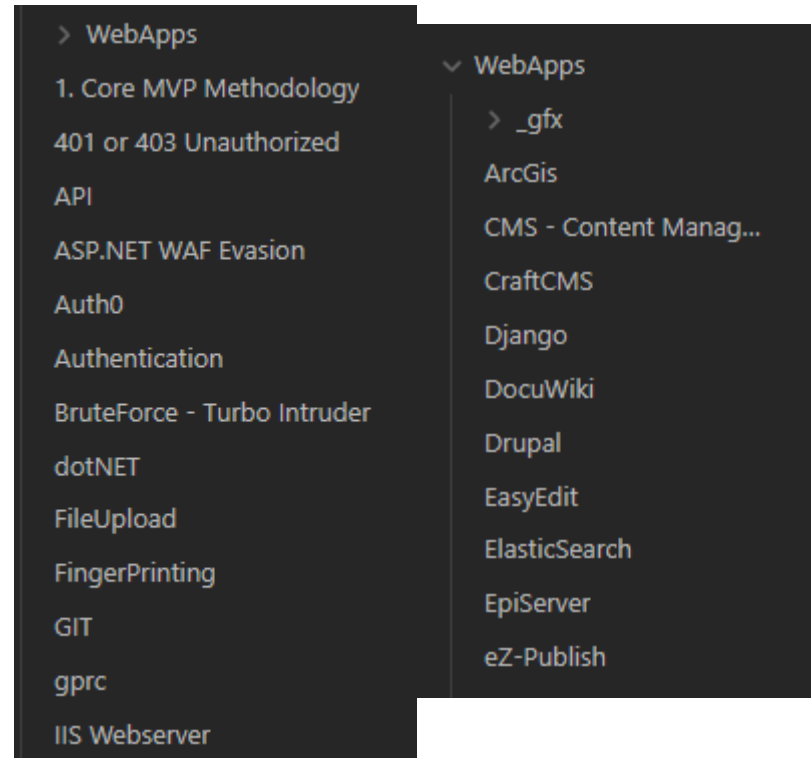 WebApps
1. Core MVP Methodology
401 or 403 Unauthorized
API
ASP.NET WAF Evasion
Auth0
Authentication
BruteForce - Turbo Intruder
dotNET
FileUpload
FingerPrinting
GIT
gprc
IIS Webserver
WebApps
_gfx
ArcGis
CMS - Content Manag...
CraftCMS
Django
DocuWiki
Drupal
EasyEdit
ElasticSearch
EpiServer
eZ-Publish